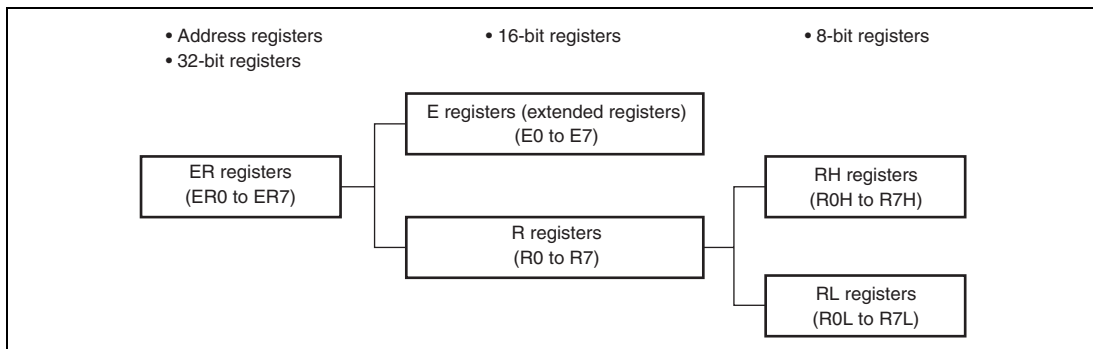 • Address registers
• 32-bit registers
• 16-bit registers
• 8-bit registers
E registers (extended registers)
(E0 to E7)
ER registers
(ER0 to ER7)
RH registers
(R0H to R7H)
R registers
(R0 to R7)
RL registers
(R0L to R7L)